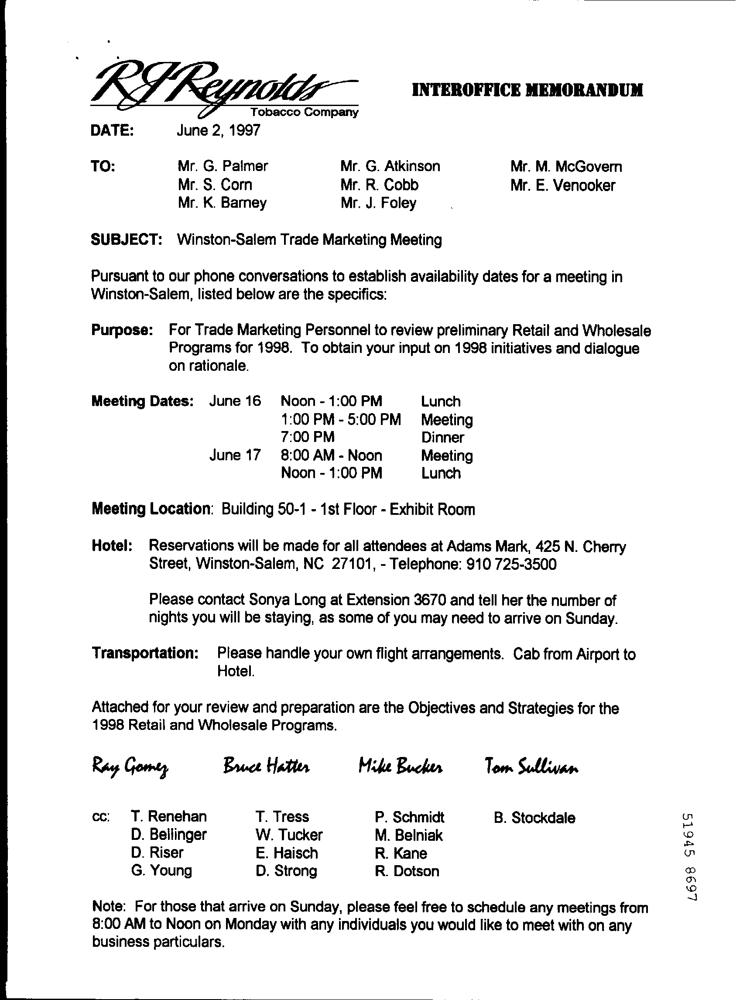 RJReynolds
Tobacco Company
INTEROFFICE MEMORANDUM
DATE: June 2, 1997
TO: Mr. G. Palmer Mr. G. Atkinson Mr. M. McGovern
Mr. S. Corn Mr. R. Cobb Mr. E. Venooker
Mr. K. Barney Mr. J. Foley
SUBJECT: Winston-Salem Trade Marketing Meeting
Pursuant to our phone conversations to establish availability dates for a meeting in
Winston-Salem, listed below are the specifics:
Purpose: For Trade Marketing Personnel to review preliminary Retail and Wholesale
Programs for 1998. To obtain your input on 1998 initiatives and dialogue
on rationale.
Meeting Dates: June 16 Noon - 1:00 PM Lunch
1:00 PM - 5:00 PM Meeting
7:00 PM Dinner
June 17 8:00 AM - Noon Meeting
Noon - 1:00 PM Lunch
Meeting Location: Building 50-1 - 1st Floor - Exhibit Room
Hotel: Reservations will be made for all attendees at Adams Mark, 425 N. Cherry
Street, Winston-Salem, NC 27101, - Telephone: 910 725-3500
Please contact Sonya Long at Extension 3670 and tell her the number of
nights you will be staying, as some of you may need to arrive on Sunday.
Transportation: Please handle your own flight arrangements. Cab from Airport to
Hotel.
Attached for your review and preparation are the Objectives and Strategies for the
1998 Retail and Wholesale Programs.
Ray Gomez Bruce Hatter Mike Bucker Tom Sullivan
cc: T. Renehan T. Tress P. Schmidt B. Stockdale
D. Bellinger W. Tucker M. Belniak
D. Riser E. Haisch R. Kane
G. Young D. Strong R. Dotson
Note: For those that arrive on Sunday, please feel free to schedule any meetings from
8:00 AM to Noon on Monday with any individuals you would like to meet with on any
business particulars.
51945 8697